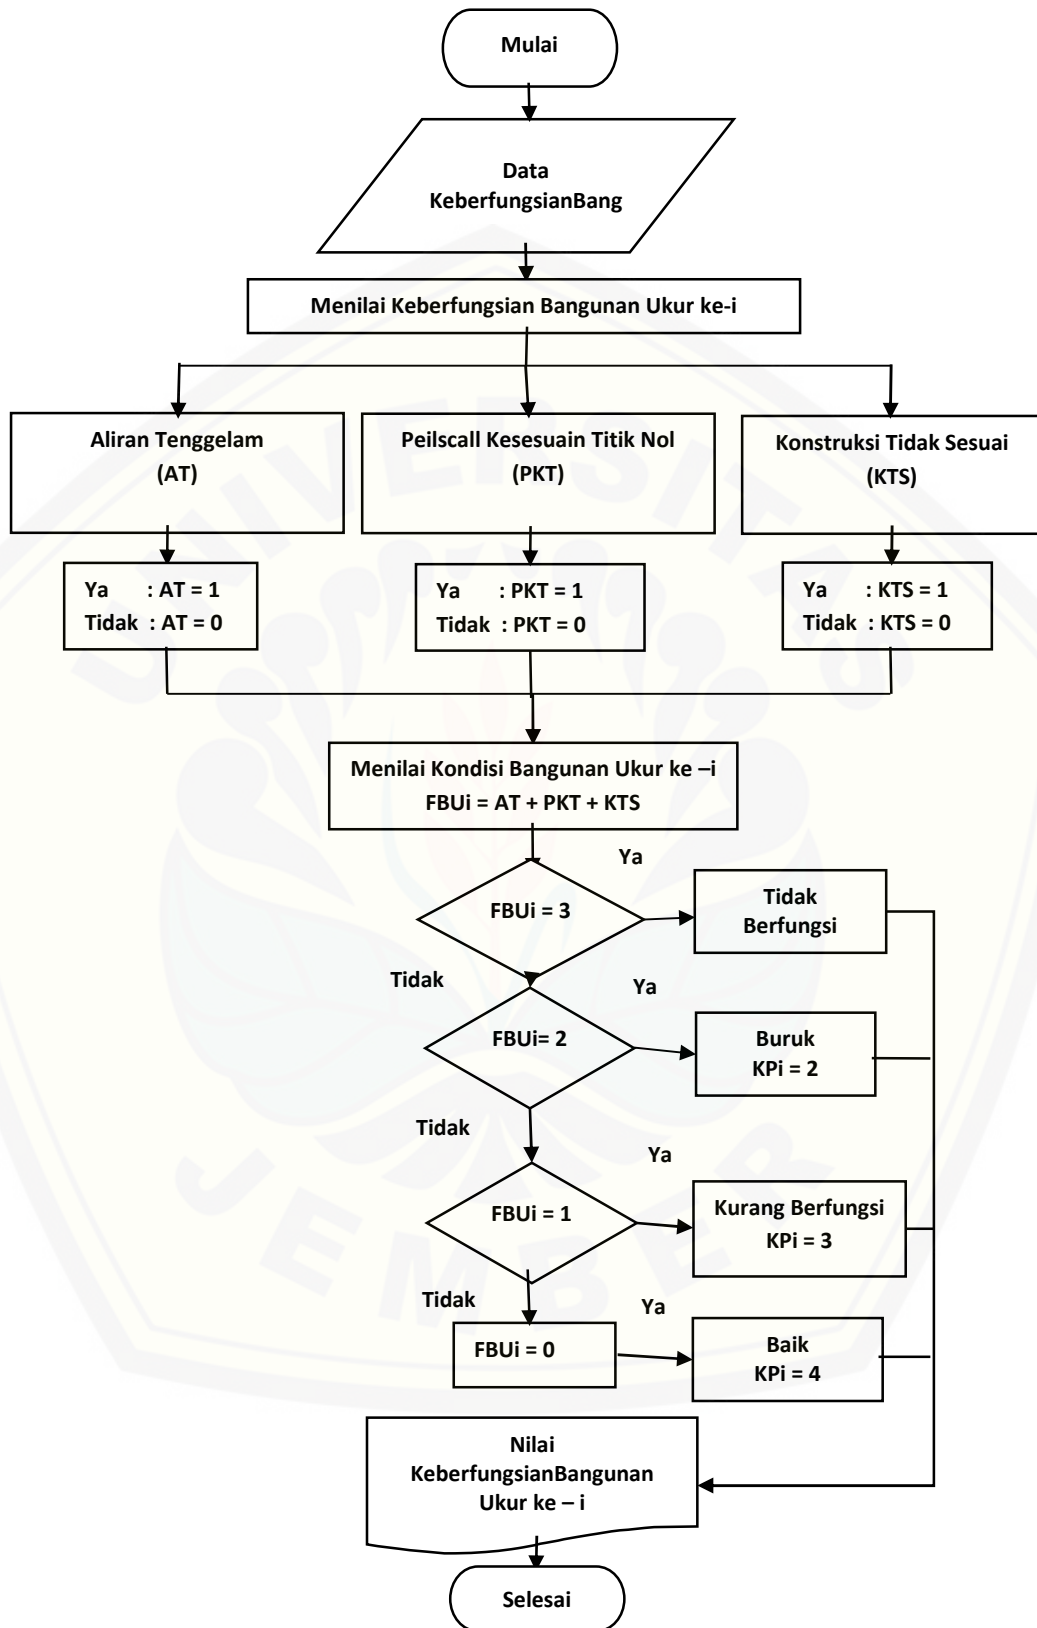 Mulai
Data
KeberfungsianBang
Menilai Keberfungsian Bangunan Ukur ke-i
Aliran Tenggelam
(AT)
Peilscall Kesesuain Titik Nol
(PKT)
Konstruksi Tidak Sesuai
(KTS)
Ya : AT = 1
Tidak : AT = 0
Ya : PKT = 1
Tidak : PKT = 0
Ya : KTS = 1
Tidak : KTS = 0
Menilai Kondisi Bangunan Ukur ke –i
FBUi = AT + PKT + KTS
Ya
FBUi = 3
Tidak
Berfungsi
Tidak
Ya
FBUi= 2
Buruk
KPi = 2
Tidak
Ya
FBUi = 1
Kurang Berfungsi
KPi = 3
Tidak
Ya
FBUi = 0
Baik
KPi = 4
Nilai
KeberfungsianBangunan
Ukur ke – i
Selesai
UNIVERSITAS
JEMBER